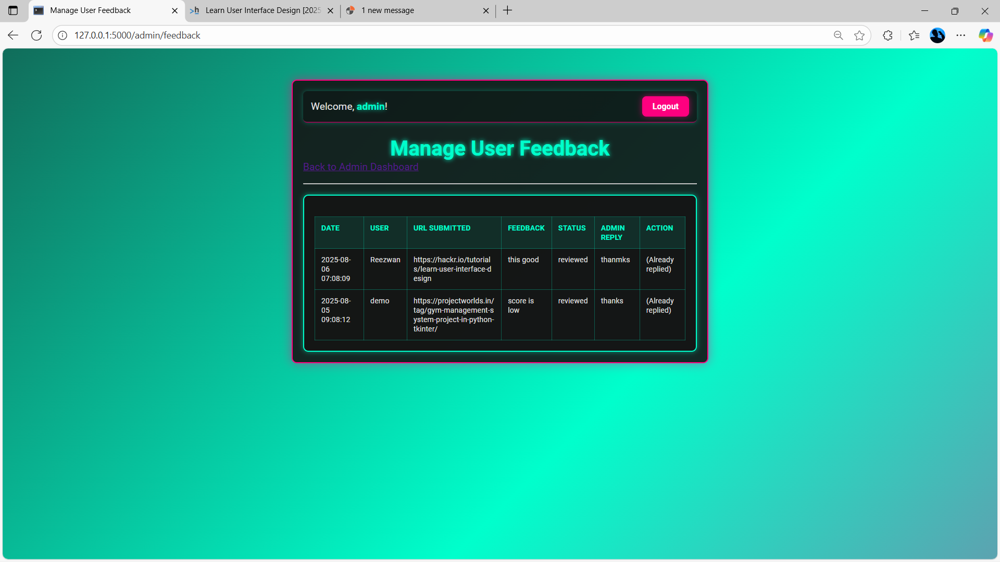 Manage User Feedback
Learn User Interface Design [2025
1 new message
127.0.0.1:5000/admin/feedback
Welcome, admin!
Logout
Manage User Feedback
Back to Admin Dashboard
DATE USER URL SUBMITTED FEEDBACK STATUS ADMIN REPLY ACTION
2025-08-
06
07:08:09
Reezwan
https://hackr.io/tutorial
s/learn-user-interface-d
esign
this good
reviewed
thanmks
(Already
replied)
2025-08-
05
09:08:12
demo
https://projectworlds.in/
tag/gym-management-s
ystem-project-in-python-
tkinter/
score is
low
reviewed
thanks
(Already
replied)